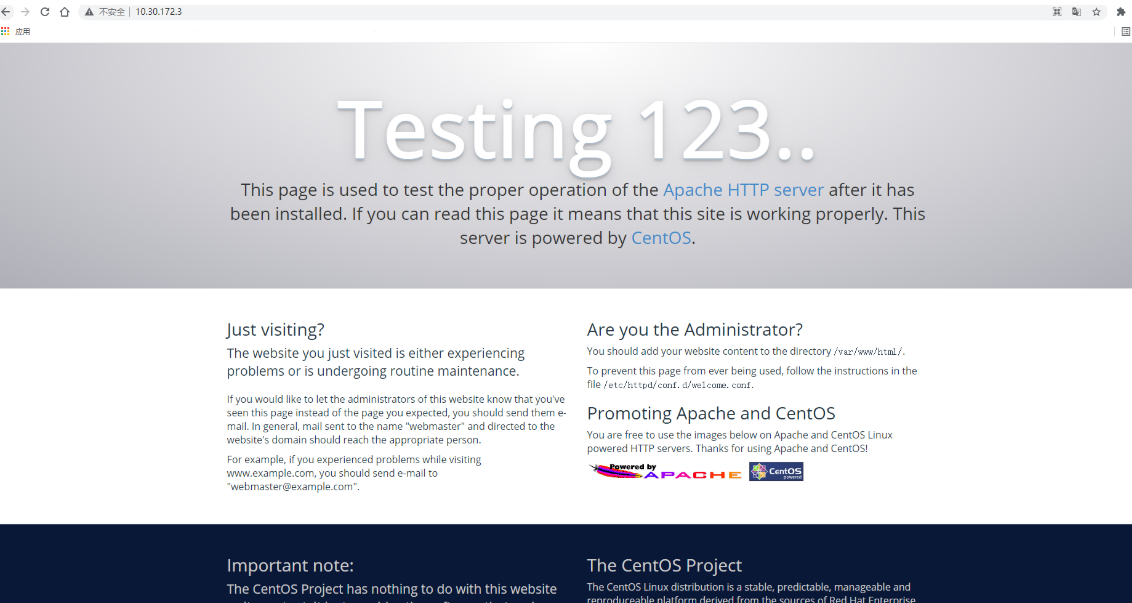 不安全 | 10.30.172.3
应用
Testing 123..
This page is used to test the proper operation of the Apache HTTP server after it has
been installed. If you can read this page it means that this site is working properly. This
server is powered by CentOS.
Just visiting?
The website you just visited is either experiencing
problems or is undergoing routine maintenance.
If you would like to let the administrators of this website know that you've
seen this page instead of the page you expected, you should send them e-
mail. In general, mail sent to the name "webmaster" and directed to the
website's domain should reach the appropriate person.
For example, if you experienced problems while visiting
www.example.com, you should send e-mail to
"webmaster@example.com".
Are you the Administrator?
You should add your website content to the directory /var/www/html/.
To prevent this page from ever being used, follow the instructions in the
file /etc/httpd/conf.d/welcome.conf.
Promoting Apache and CentOS
You are free to use the images below on Apache and CentOS Linux
powered HTTP servers. Thanks for using Apache and CentOS!
Powered by
APACHE
CentOS
powered
Important note:
The CentOS Project has nothing to do with this website
The CentOS Project
The CentOS Linux distribution is a stable, predictable, manageable and
reproduceable platform derived from the sources of Red Hat Enterprise